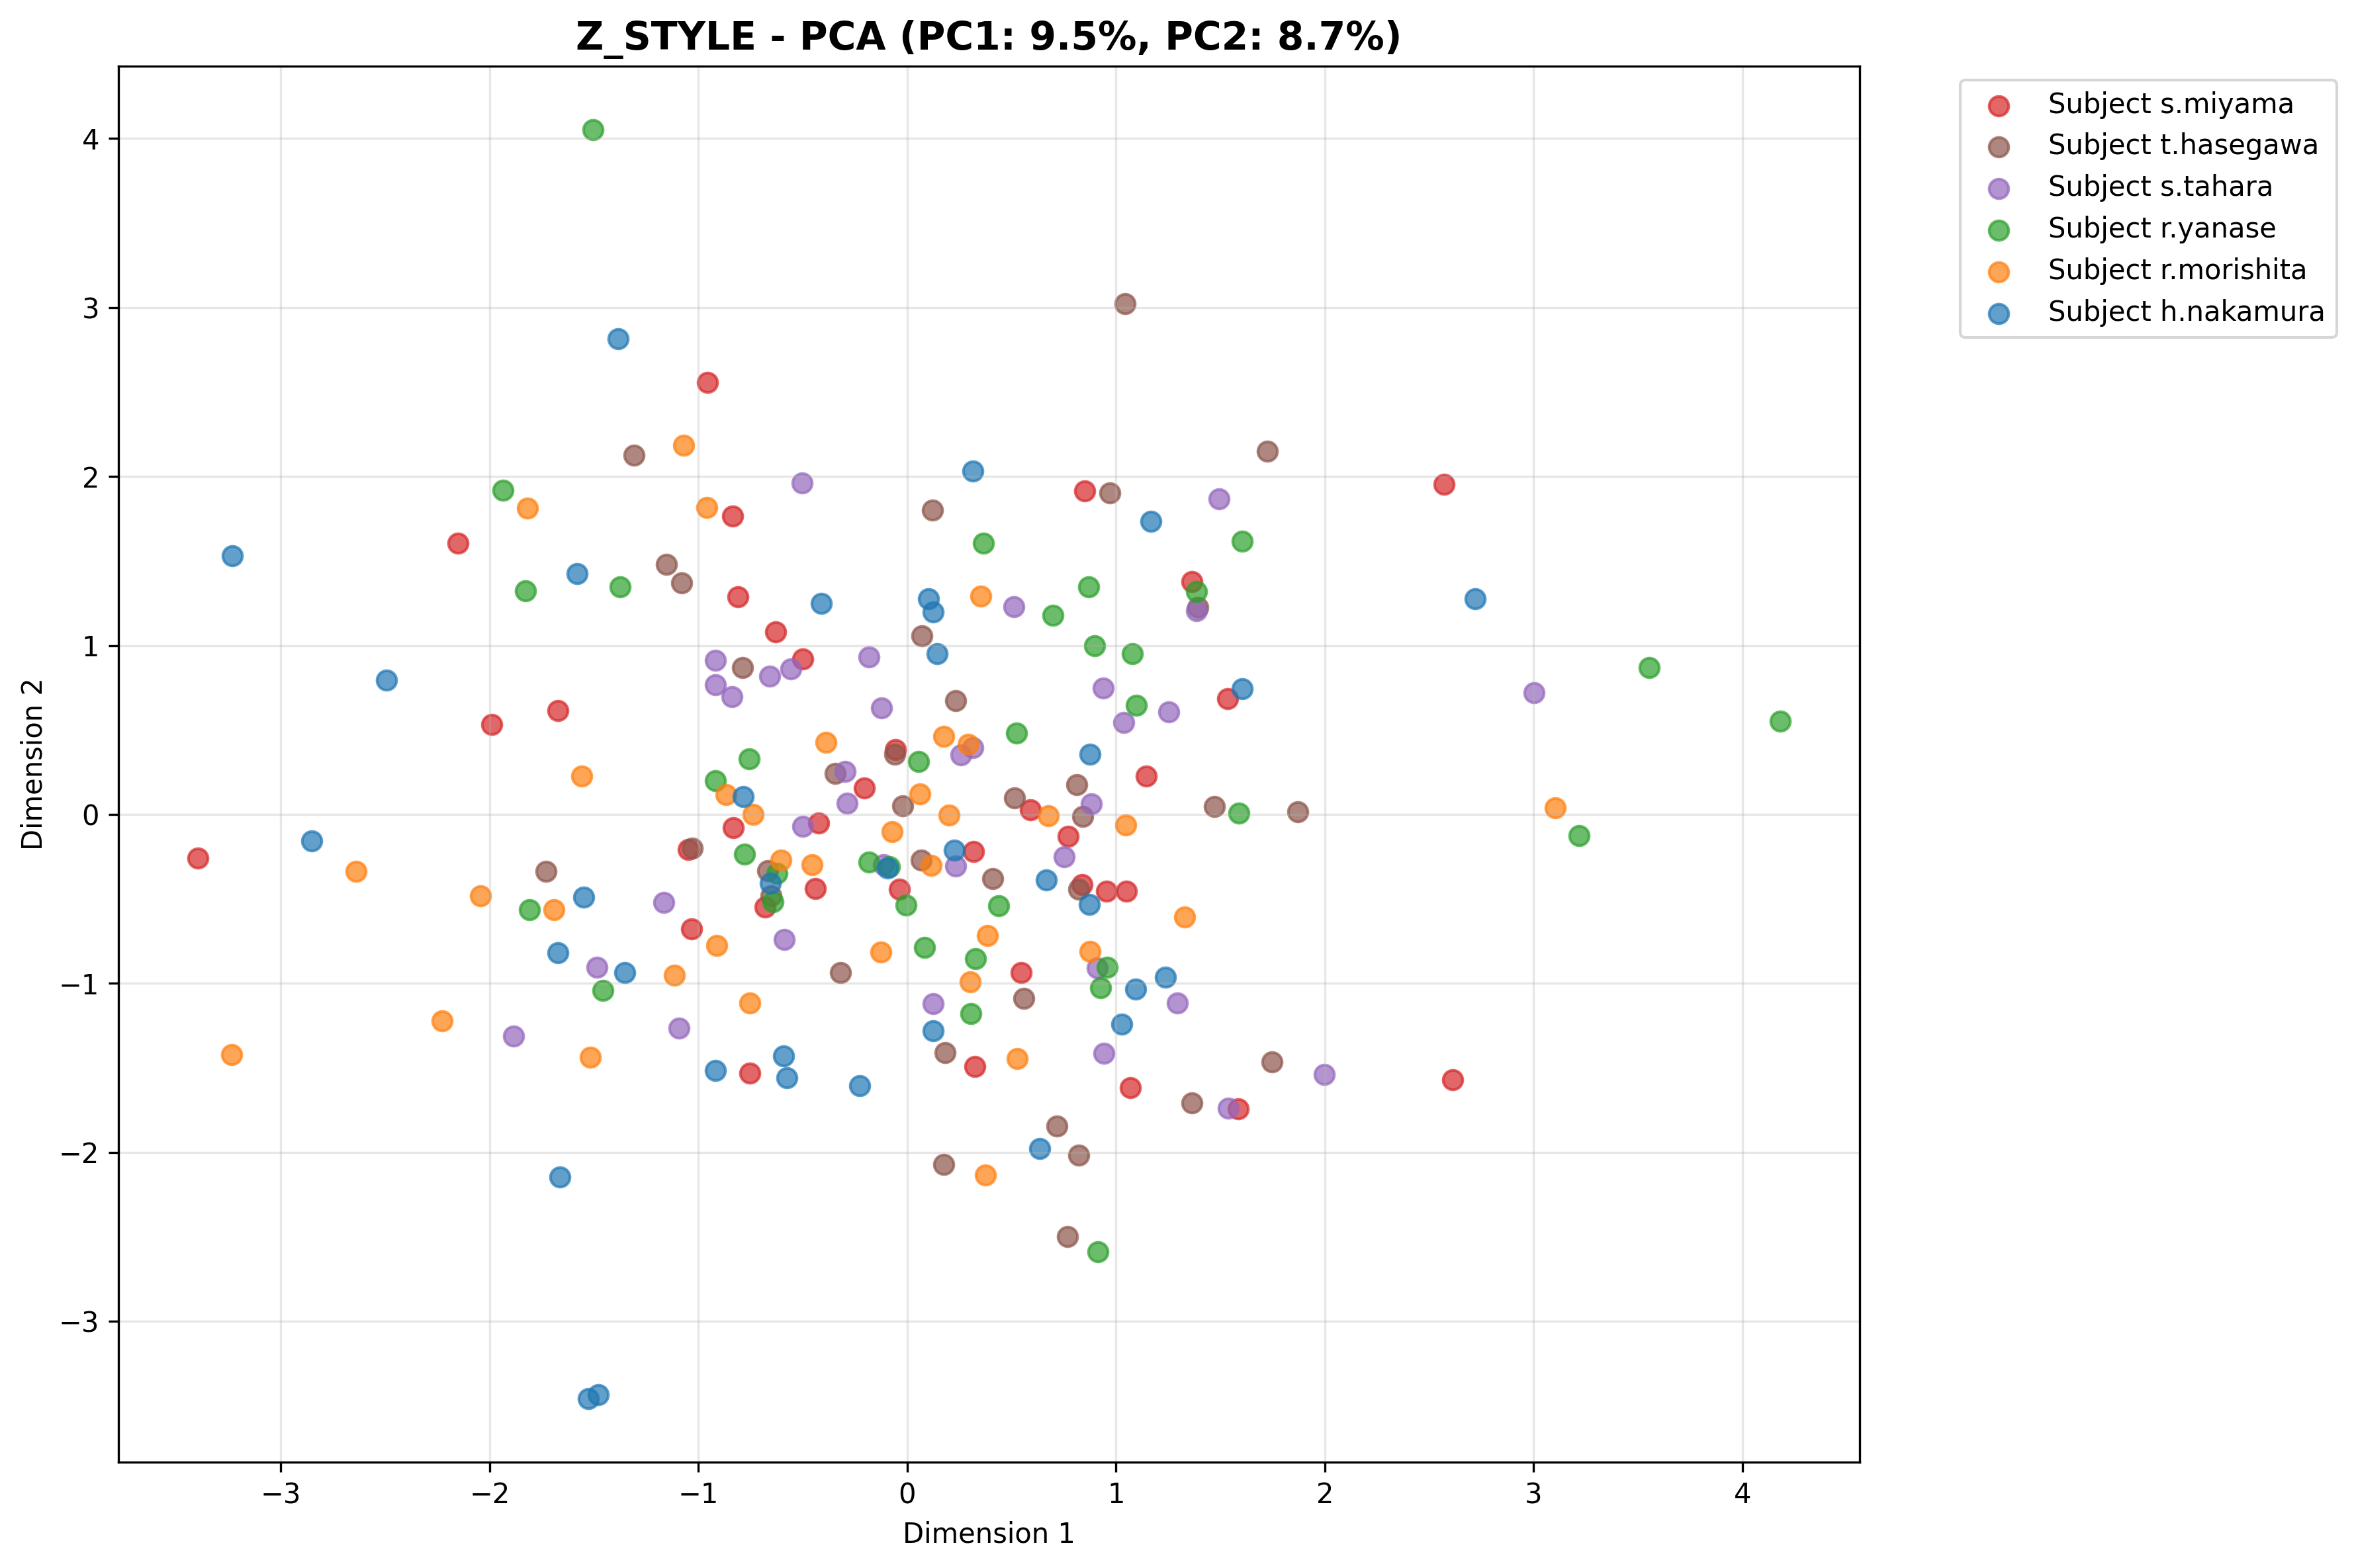 Z_STYLE - PCA (PC1: 9.5%, PC2: 8.7%)
Subject s.miyama
Subject t.hasegawa
Subject s.tahara
Subject r.yanase
Subject r.morishita
Subject h.nakamura
Dimension 2
4
3
2
1
0
−1
−2
−3
−3 −2 −1 0 1 2 3 4
Dimension 1